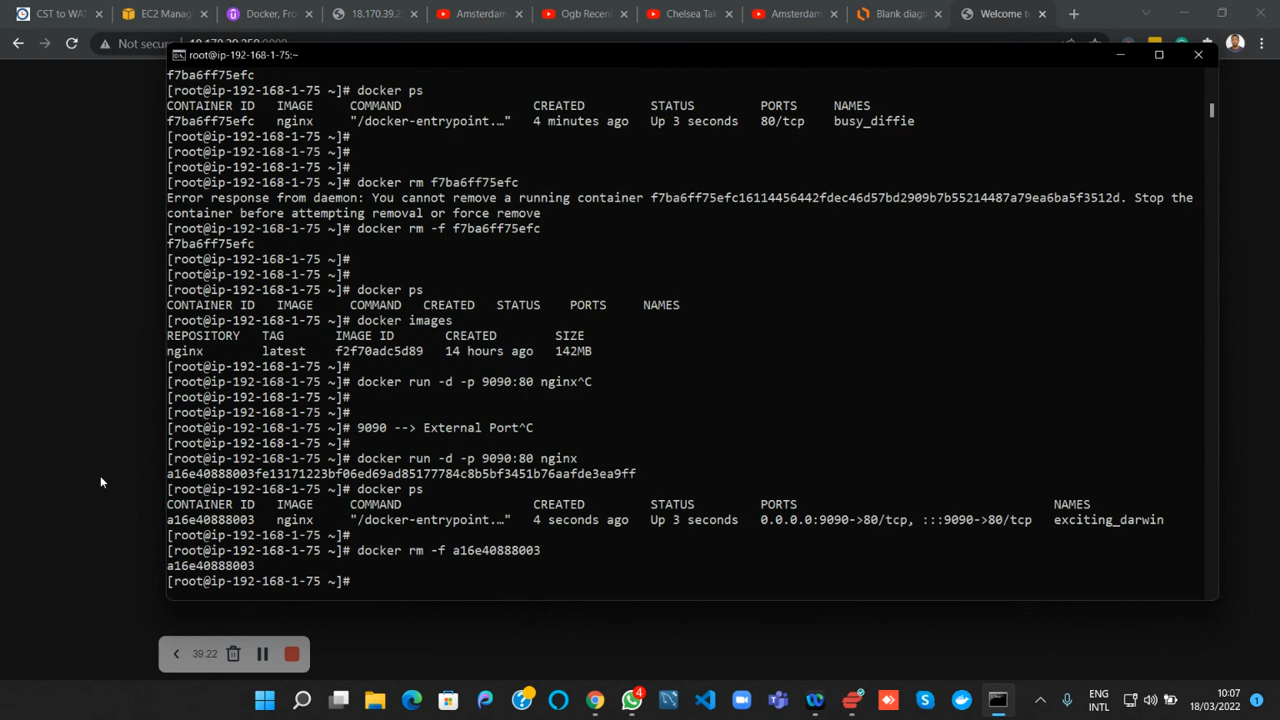 CST to WAT
EC2 Manag
Docker, Fro
18.170.39.2
Amsterdam
Ogb Recent
Chelsea Tak
Amsterdam
Blank diag
Welcome to
Not secure
root@ip-192-168-1-75:~
f7ba6ff75efc
[root@ip-192-168-1-75 ~]# docker ps
CONTAINER ID IMAGE COMMAND CREATED STATUS PORTS NAMES
f7ba6ff75efc nginx "/docker-entrypoint.…" 4 minutes ago Up 3 seconds 80/tcp busy_diffie
[root@ip-192-168-1-75 ~]#
[root@ip-192-168-1-75 ~]#
[root@ip-192-168-1-75 ~]#
[root@ip-192-168-1-75 ~]# docker rm f7ba6ff75efc
Error response from daemon: You cannot remove a running container f7ba6ff75efc16114456442fdec46d57bd2909b7b55214487a79ea6ba5f3512d. Stop the
container before attempting removal or force remove
[root@ip-192-168-1-75 ~]# docker rm -f f7ba6ff75efc
f7ba6ff75efc
[root@ip-192-168-1-75 ~]#
[root@ip-192-168-1-75 ~]#
[root@ip-192-168-1-75 ~]# docker ps
CONTAINER ID IMAGE COMMAND CREATED STATUS PORTS NAMES
[root@ip-192-168-1-75 ~]# docker images
REPOSITORY TAG IMAGE ID CREATED SIZE
nginx latest f2f70adc5d89 14 hours ago 142MB
[root@ip-192-168-1-75 ~]#
[root@ip-192-168-1-75 ~]# docker run -d -p 9090:80 nginx^C
[root@ip-192-168-1-75 ~]#
[root@ip-192-168-1-75 ~]#
[root@ip-192-168-1-75 ~]# 9090 --> External Port^C
[root@ip-192-168-1-75 ~]#
[root@ip-192-168-1-75 ~]# docker run -d -p 9090:80 nginx
a16e40888003fe13171223bf06ed69ad85177784c8b5bf3451b76aafde3ea9ff
[root@ip-192-168-1-75 ~]# docker ps
CONTAINER ID IMAGE COMMAND CREATED STATUS PORTS NAMES
a16e40888003 nginx "/docker-entrypoint.…" 4 seconds ago Up 3 seconds 0.0.0.0:9090->80/tcp, :::9090->80/tcp exciting_darwin
[root@ip-192-168-1-75 ~]#
[root@ip-192-168-1-75 ~]# docker rm -f a16e40888003
a16e40888003
[root@ip-192-168-1-75 ~]#
39:22
4
ENG
INTL
10:07
18/03/2022
1